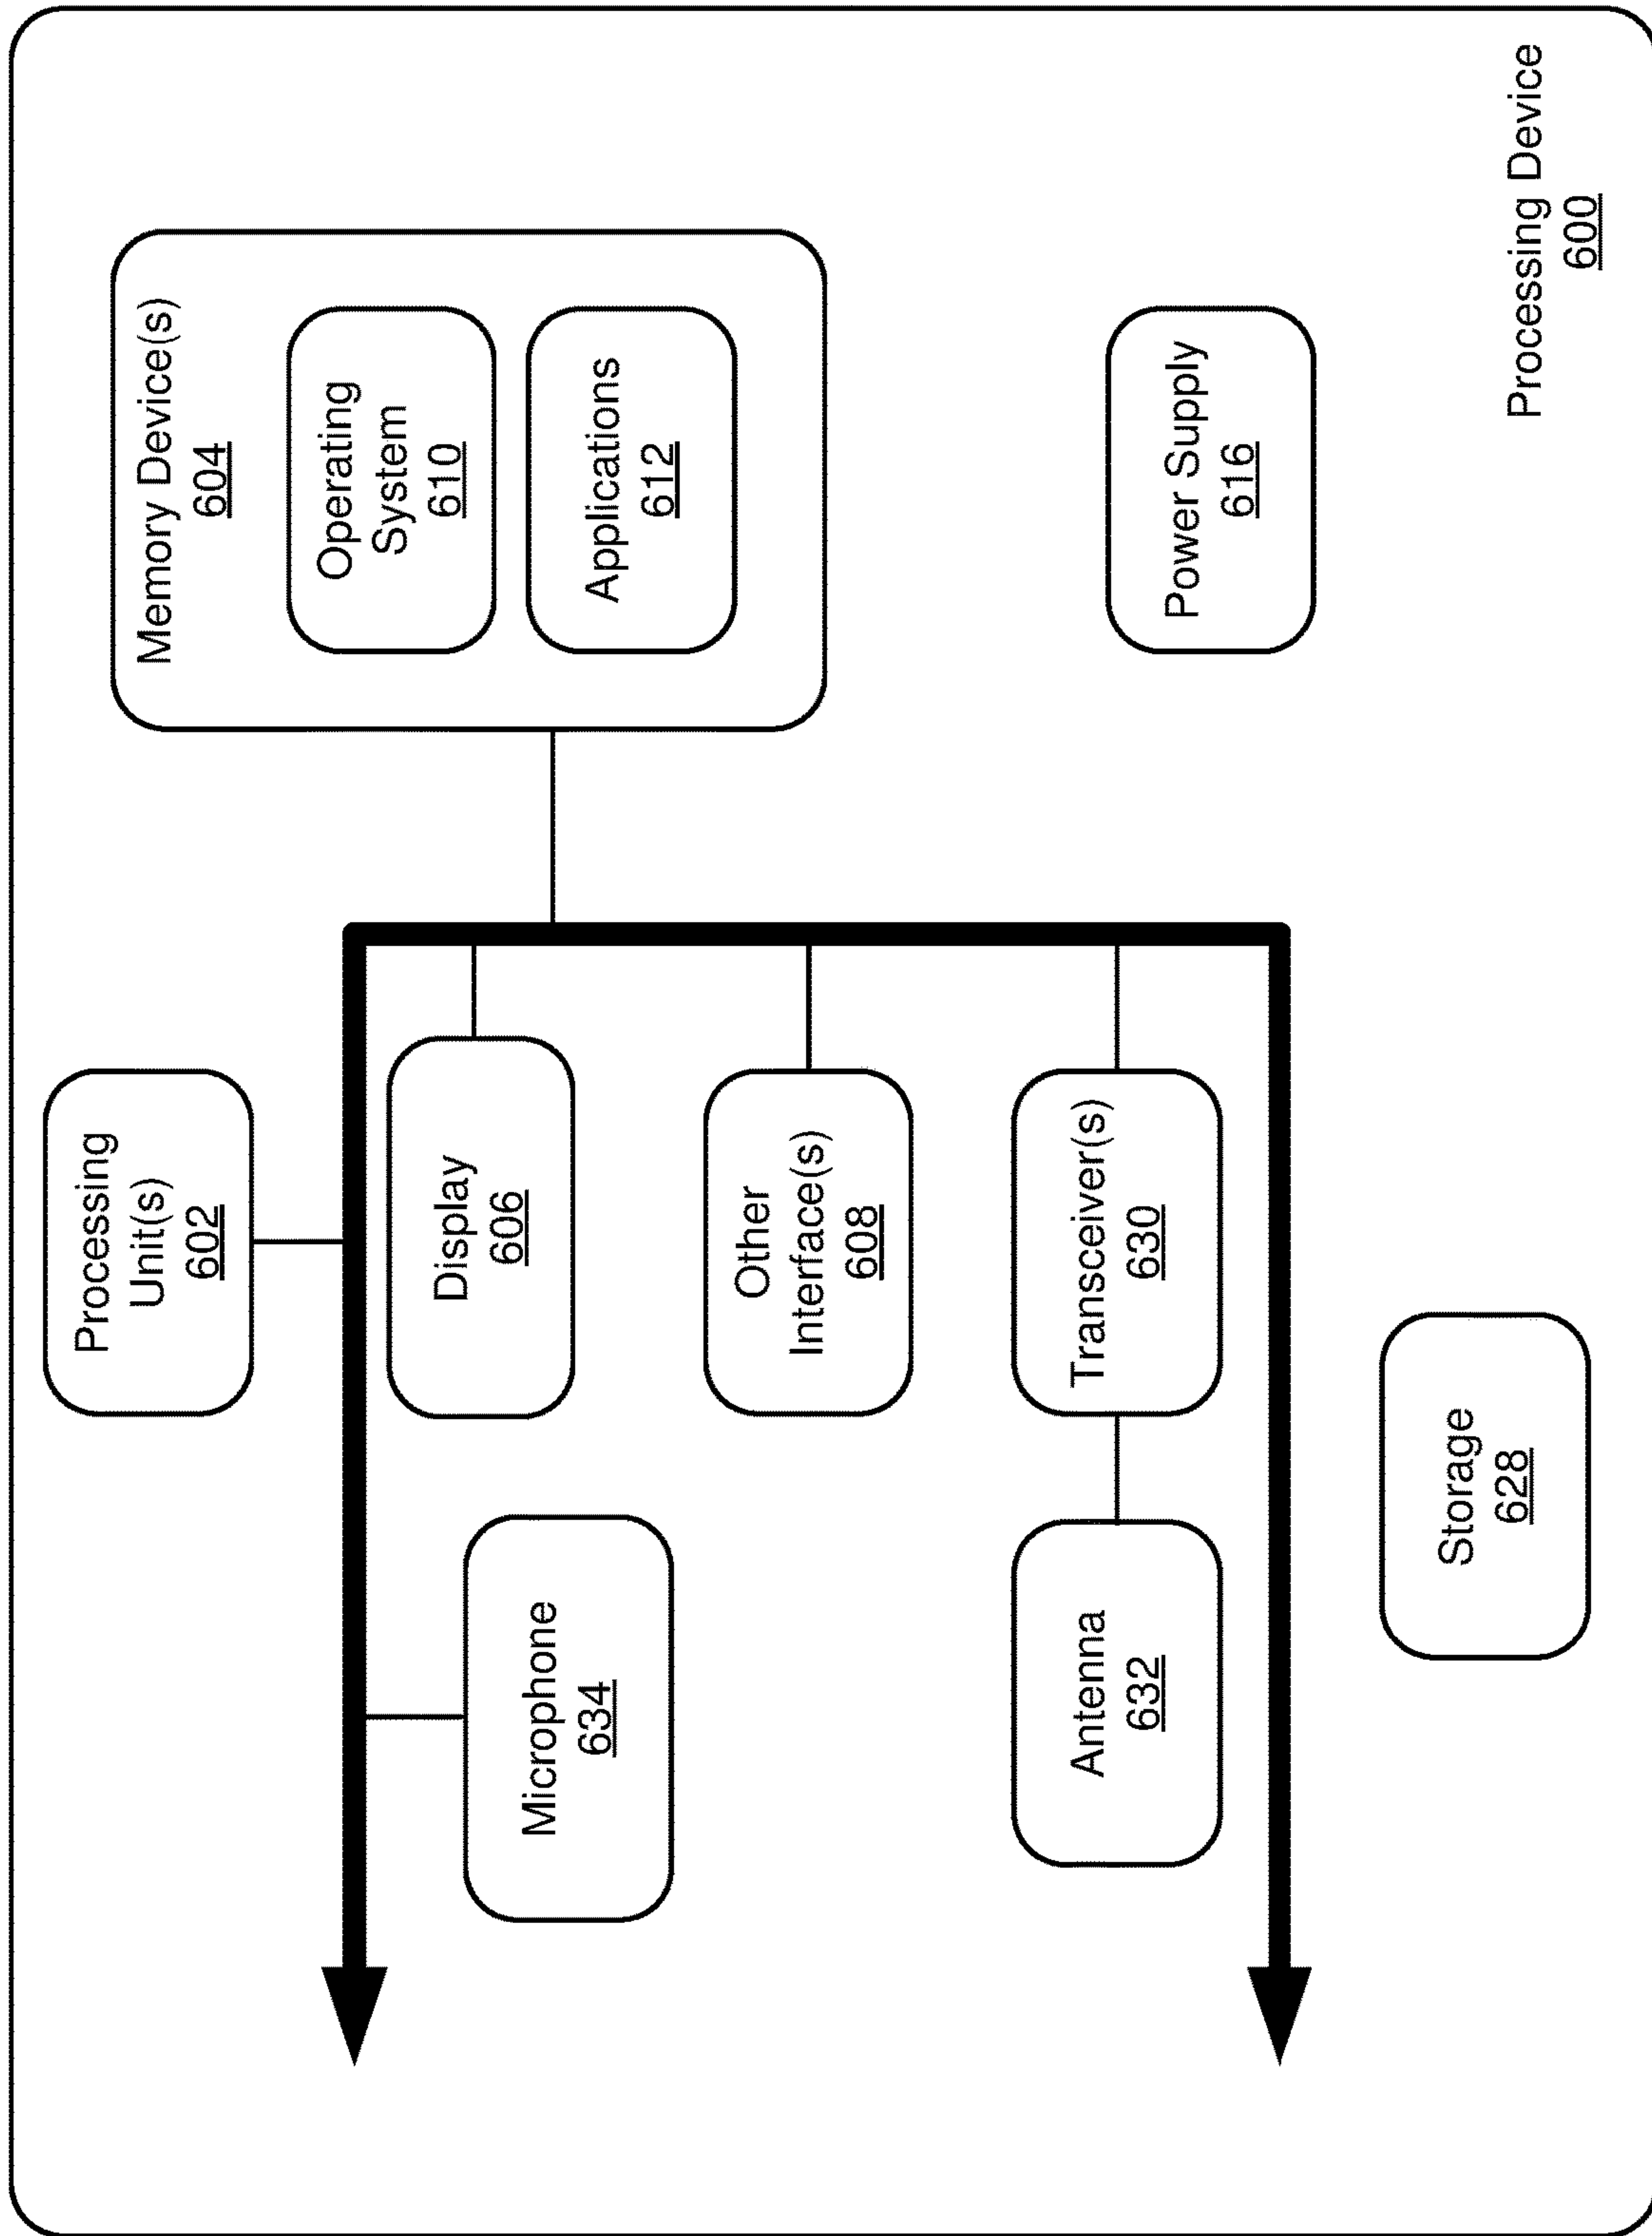 Processing
Unit(s)
602
Memory Device(s)
604
Operating
System
610
Applications
612
Display
606
Microphone
634
Other
Interface(s)
608
Antenna
632
Transceiver(s)
630
Power Supply
616
Storage
628
Processing Device
600